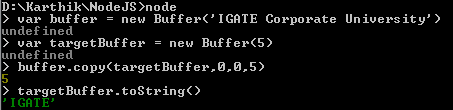 D:\Karthik\NodeJS>node
> var buffer = new Buffer('IGATE Corporate University')
undefined
> var targetBuffer = new Buffer(5)
undefined
> buffer.copy(targetBuffer,0,0,5)
5
> targetBuffer.toString()
'IGATE'